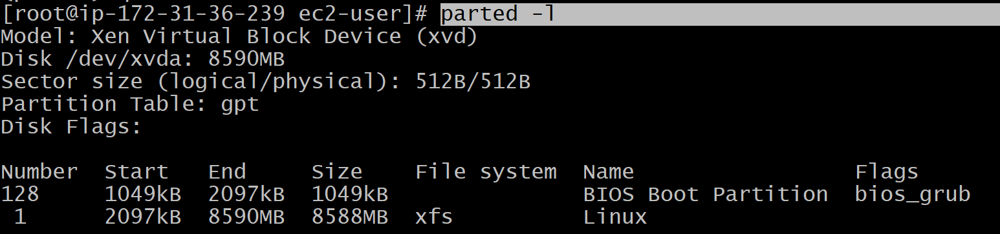 [root@ip-172-31-36-239 ec2-user]# parted -l
Model: Xen Virtual Block Device (xvd)
Disk /dev/xvda: 8590MB
Sector size (logical/physical): 512B/512B
Partition Table: gpt
Disk Flags:

Number  Start   End     Size    File system  Name                 Flags
128     1049kB  2097kB  1049kB               BIOS Boot Partition  bios_grub
 1      2097kB  8590MB  8588MB  xfs          Linux